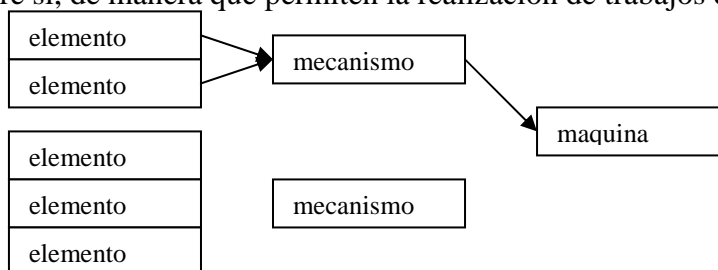 re sí, de manera que permiten la realización de trabajos
elemento
elemento
mecanismo
maquina
elemento
elemento
mecanismo
elemento